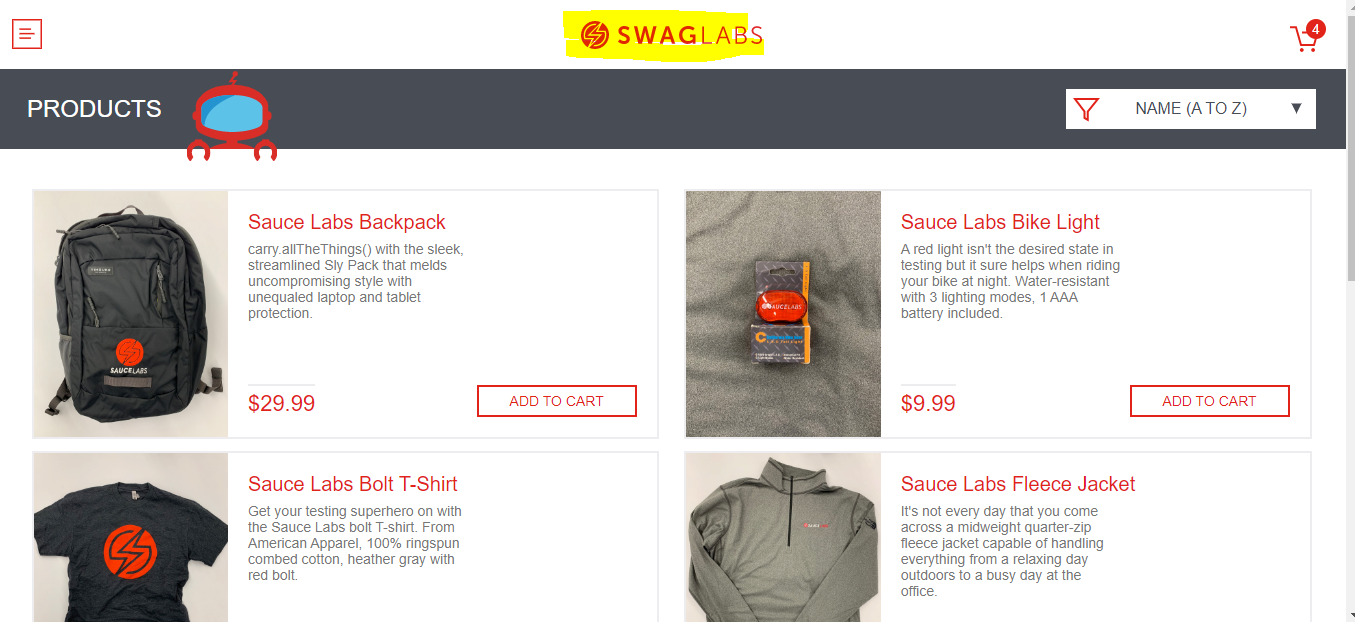 SWAGLABS
4
PRODUCTS
NAME (A TO Z)
Sauce Labs Backpack
carry.allTheThings() with the sleek,
streamlined Sly Pack that melds
uncompromising style with
unequaled laptop and tablet
protection.
$29.99
ADD TO CART
SAUCELABS
Sauce Labs Bike Light
A red light isn't the desired state in
testing but it sure helps when riding
your bike at night. Water-resistant
with 3 lighting modes, 1 AAA
battery included.
$9.99
ADD TO CART
SAUCELABS
Sauce Labs Bolt T-Shirt
Get your testing superhero on with
the Sauce Labs bolt T-shirt. From
American Apparel, 100% ringspun
combed cotton, heather gray with
red bolt.
Sauce Labs Fleece Jacket
It's not every day that you come
across a midweight quarter-zip
fleece jacket capable of handling
everything from a relaxing day
outdoors to a busy day at the
office.